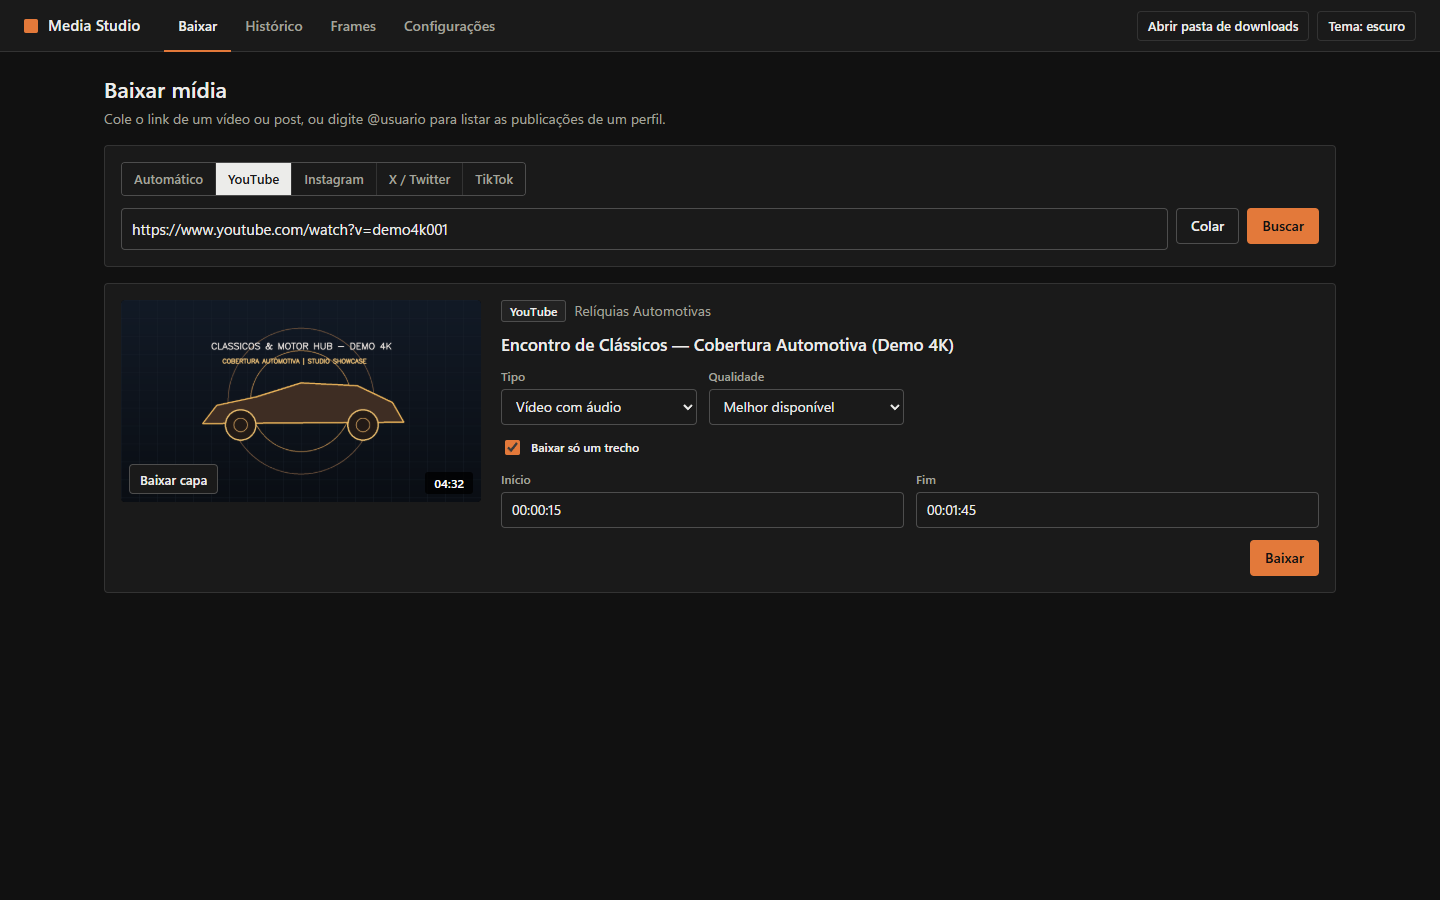 Media Studio
Baixar
Histórico
Frames
Configurações
Abrir pasta de downloads
Tema: escuro
Baixar mídia
Cole o link de um vídeo ou post, ou digite @usuario para listar as publicações de um perfil.
Automático
YouTube
Instagram
X / Twitter
TikTok
https://www.youtube.com/watch?v=demo4k001
Colar
Buscar
CLASSICOS & MOTOR HUB — DEMO 4K
COBERTURA AUTOMOTIVA | STUDIO SHOWCASE
Baixar capa
04:32
YouTube
Relíquias Automotivas
Encontro de Clássicos — Cobertura Automotiva (Demo 4K)
Tipo
Qualidade
Vídeo com áudio
Melhor disponível
Baixar só um trecho
Início
Fim
00:00:15
00:01:45
Baixar